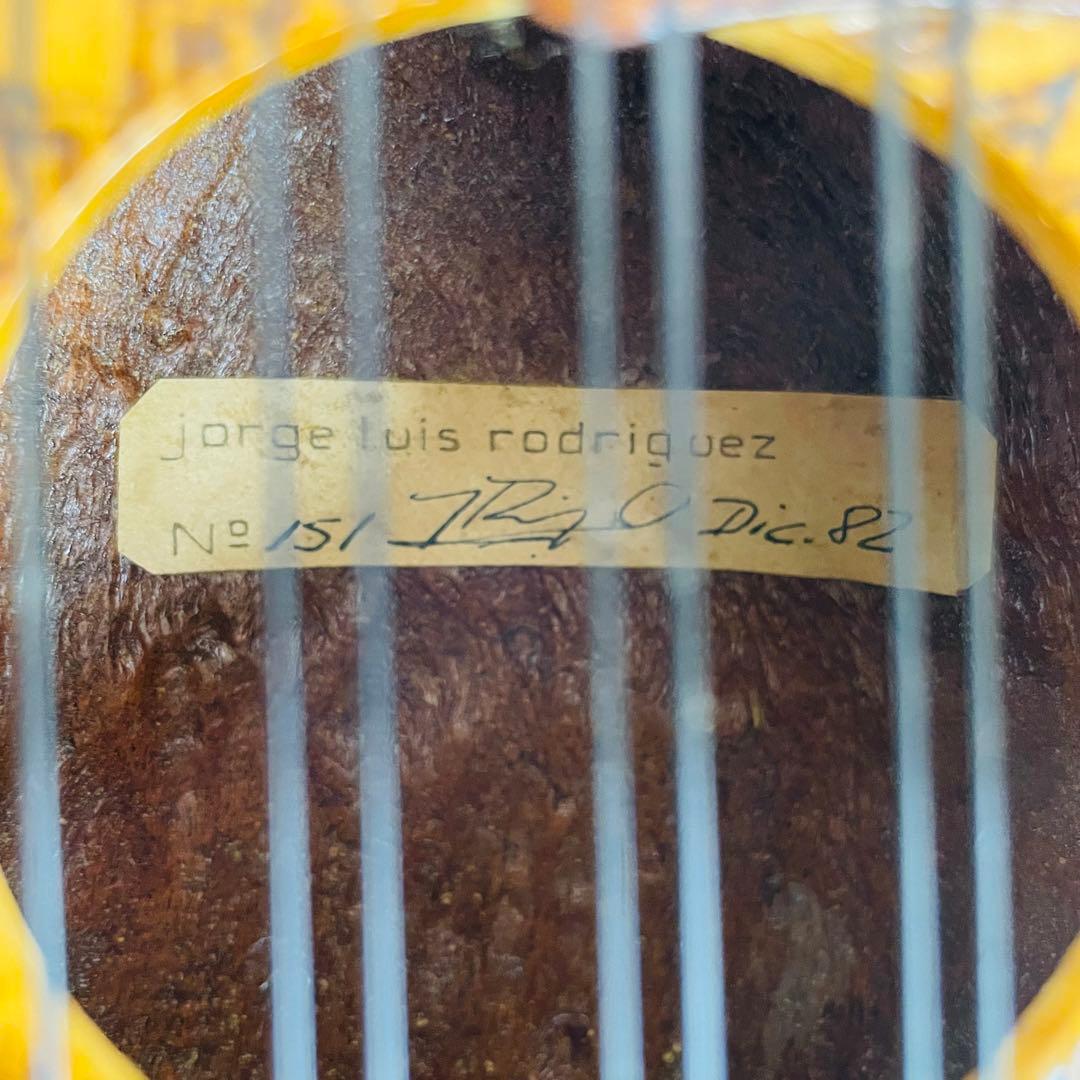 jorge luis rodriguez
Nº 151 Dic. 82